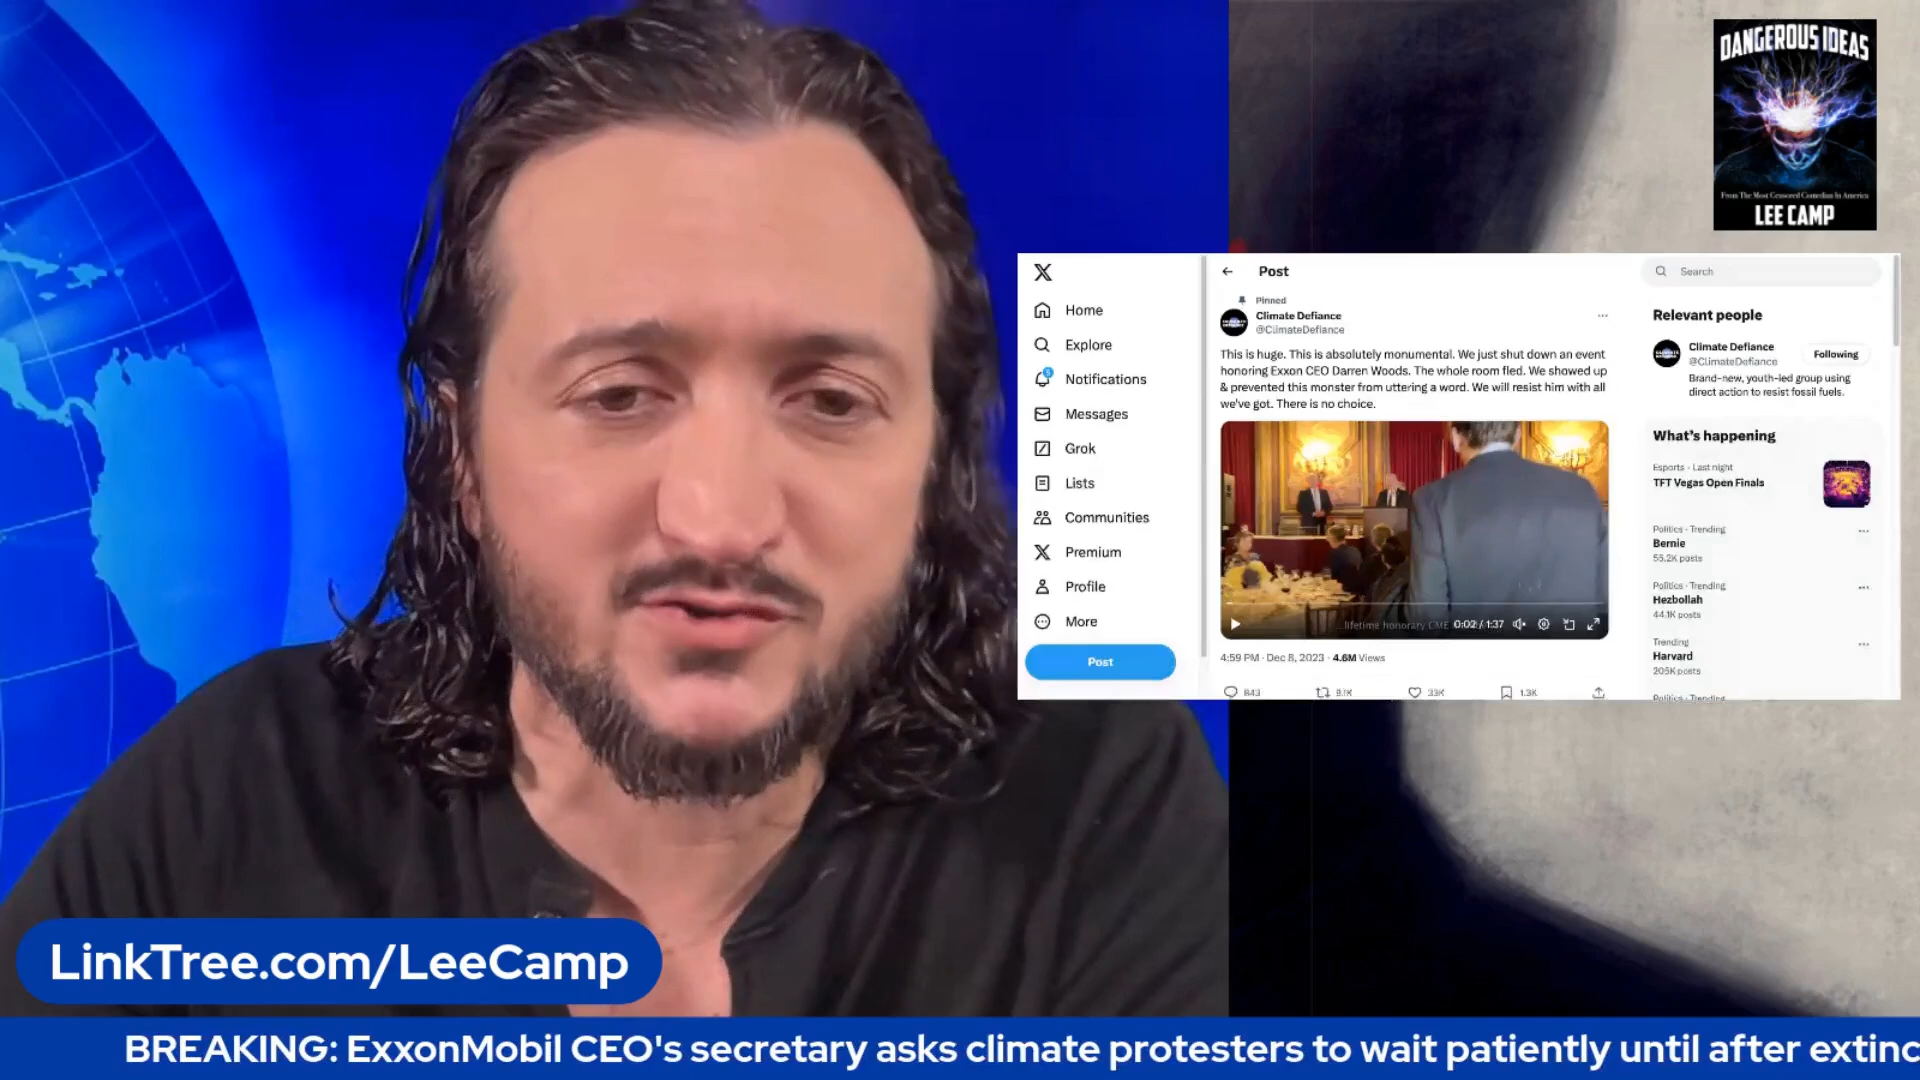 DANGEROUS IDEAS
From The Most Censored Comedian In America
LEE CAMP
Home
Explore
5
Notifications
Messages
Grok
Lists
Communities
Premium
Profile
More
Post
Post
Pinned
Climate Defiance
@ClimateDefiance
This is huge. This is absolutely monumental. We just shut down an event
honoring Exxon CEO Darren Woods. The whole room fled. We showed up
& prevented this monster from uttering a word. We will resist him with all
we've got. There is no choice.
...lifetime honorary CME
0:02 / 1:37
4:59 PM · Dec 8, 2023 · 4.6M Views
843
9.1K
33K
1.3K
Search
Relevant people
Climate Defiance
@ClimateDefiance
Following
Brand-new, youth-led group using
direct action to resist fossil fuels.
What's happening
Esports · Last night
TFT Vegas Open Finals
Politics · Trending
Bernie
55.2K posts
Politics · Trending
Hezbollah
44.1K posts
Trending
Harvard
205K posts
Politics · Trending
LinkTree.com/LeeCamp
BREAKING: ExxonMobil CEO's secretary asks climate protesters to wait patiently until after extinc